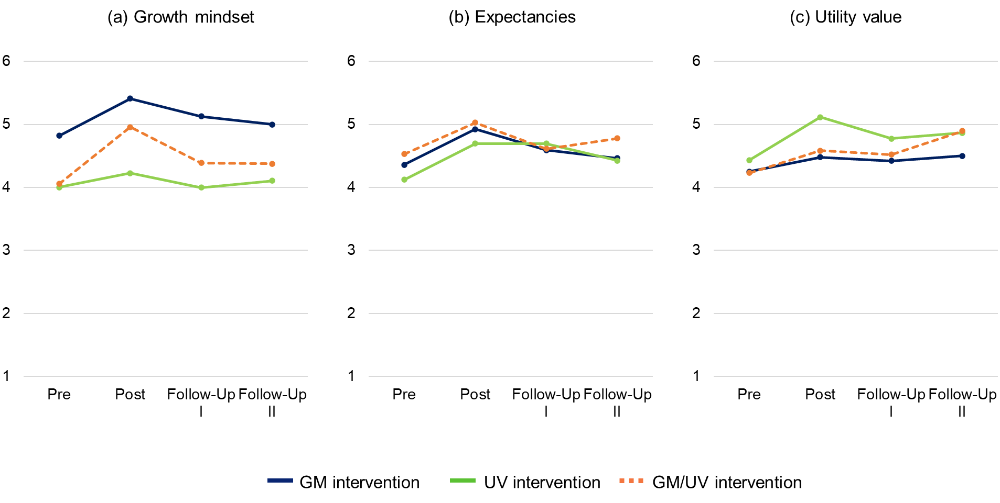 (a) Growth mindset
6
5
4
3
2
1
Pre Post Follow-Up I Follow-Up II
(b) Expectancies
6
5
4
3
2
1
Pre Post Follow-Up I Follow-Up II
(c) Utility value
6
5
4
3
2
1
Pre Post Follow-Up I Follow-Up II
GM intervention UV intervention GM/UV intervention